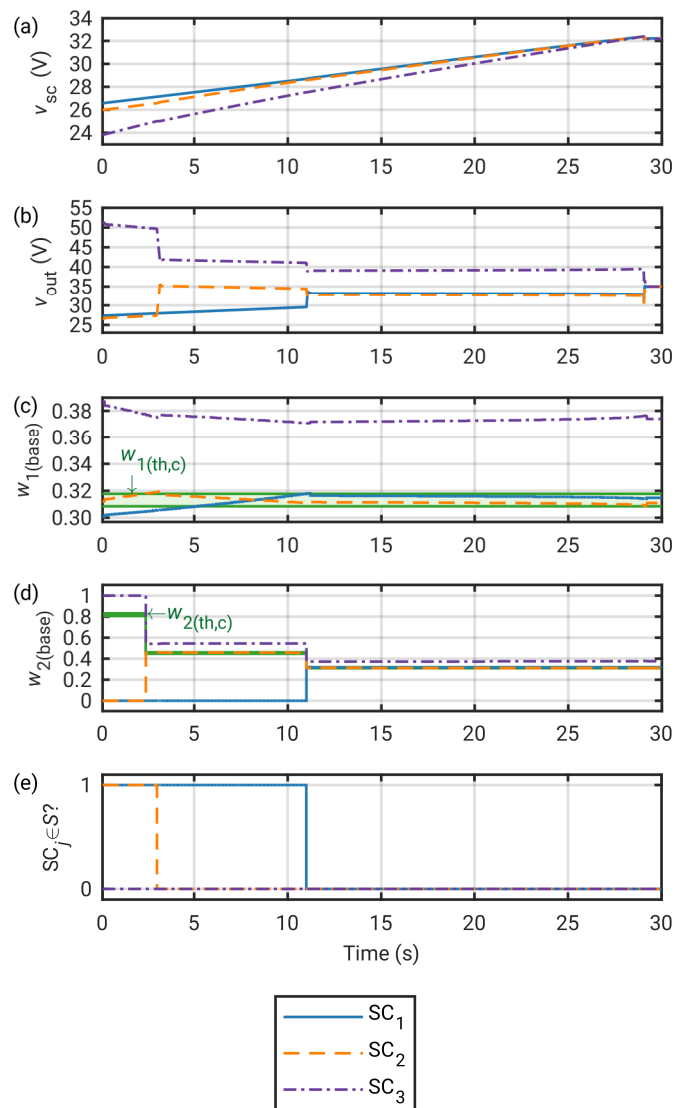 (a)
v_sc (V)
34
32
30
28
26
24
0 5 10 15 20 25 30
(b)
v_out (V)
55
50
45
40
35
30
25
0 5 10 15 20 25 30
(c)
w_1(base)
0.38
0.36
0.34
0.32
0.30
w_1(th,c)
0 5 10 15 20 25 30
(d)
w_2(base)
1
0.8
0.6
0.4
0.2
0
←w_2(th,c)
0 5 10 15 20 25 30
(e)
SC_j∈S?
1
0
0 5 10 15 20 25 30
Time (s)
SC_1
SC_2
SC_3